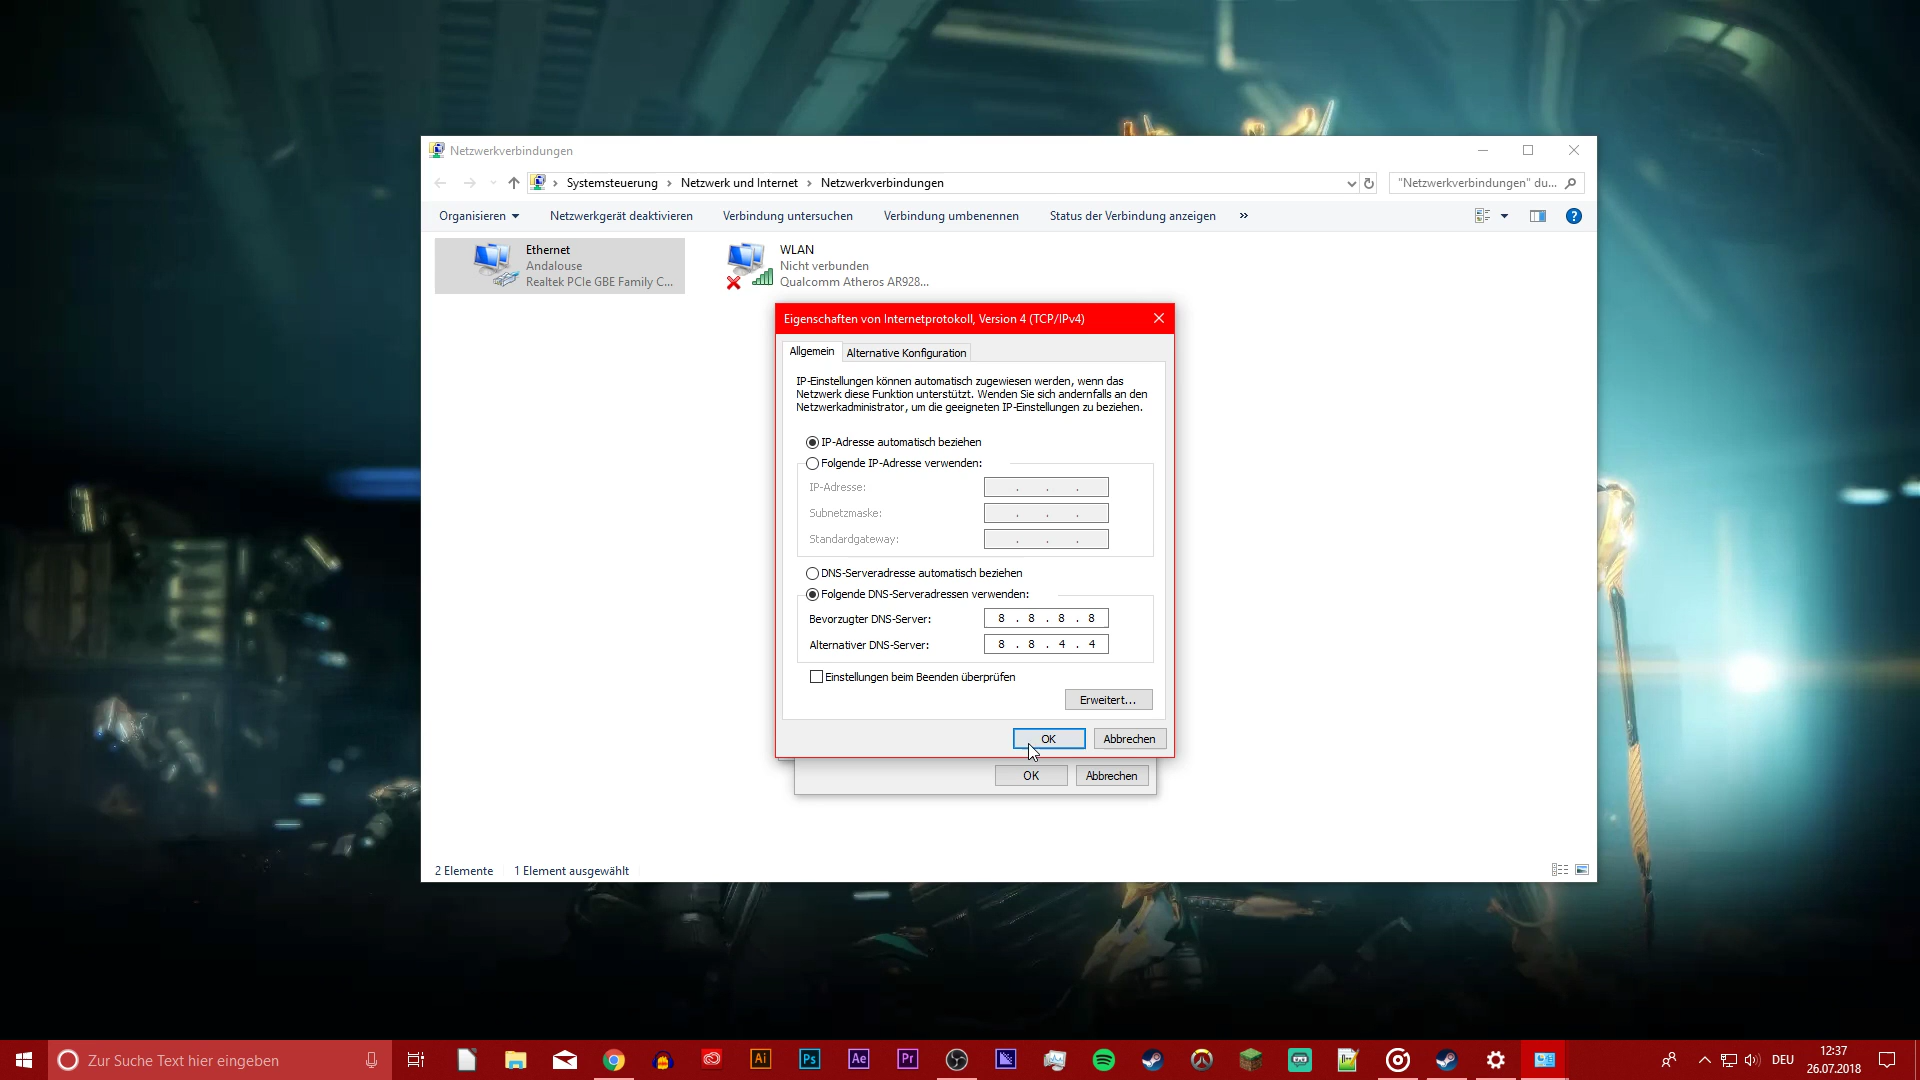 Netzwerkverbindungen
Systemsteuerung
Netzwerk und Internet
Netzwerkverbindungen
"Netzwerkverbindungen" du...
Organisieren
Netzwerkgerät deaktivieren
Verbindung untersuchen
Verbindung umbenennen
Status der Verbindung anzeigen
»
?
Ethernet
Andalouse
Realtek PCIe GBE Family C...
WLAN
Nicht verbunden
Qualcomm Atheros AR928...
Eigenschaften von Internetprotokoll, Version 4 (TCP/IPv4)
Allgemein
Alternative Konfiguration
IP-Einstellungen können automatisch zugewiesen werden, wenn das
Netzwerk diese Funktion unterstützt. Wenden Sie sich andernfalls an den
Netzwerkadministrator, um die geeigneten IP-Einstellungen zu beziehen.
IP-Adresse automatisch beziehen
Folgende IP-Adresse verwenden:
IP-Adresse:
. . .
Subnetzmaske:
. . .
Standardgateway:
. . .
DNS-Serveradresse automatisch beziehen
Folgende DNS-Serveradressen verwenden:
Bevorzugter DNS-Server:
8 . 8 . 8 . 8
Alternativer DNS-Server:
8 . 8 . 4 . 4
Einstellungen beim Beenden überprüfen
Erweitert...
OK
Abbrechen
OK
Abbrechen
2 Elemente
1 Element ausgewählt
Zur Suche Text hier eingeben
Ai
Ps
Ae
Pr
DEU
12:37
26.07.2018